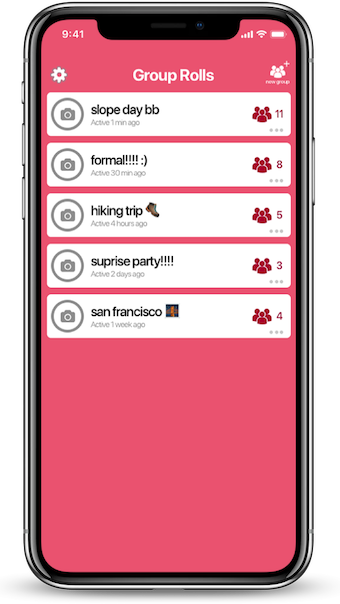 9:41
Group Rolls
new group
slope day bb
Active 1 min ago
11
formal!!!! :)
Active 30 min ago
8
hiking trip 🥾
Active 4 hours ago
5
suprise party!!!!
Active 2 days ago
3
san francisco 🌉
Active 1 week ago
4